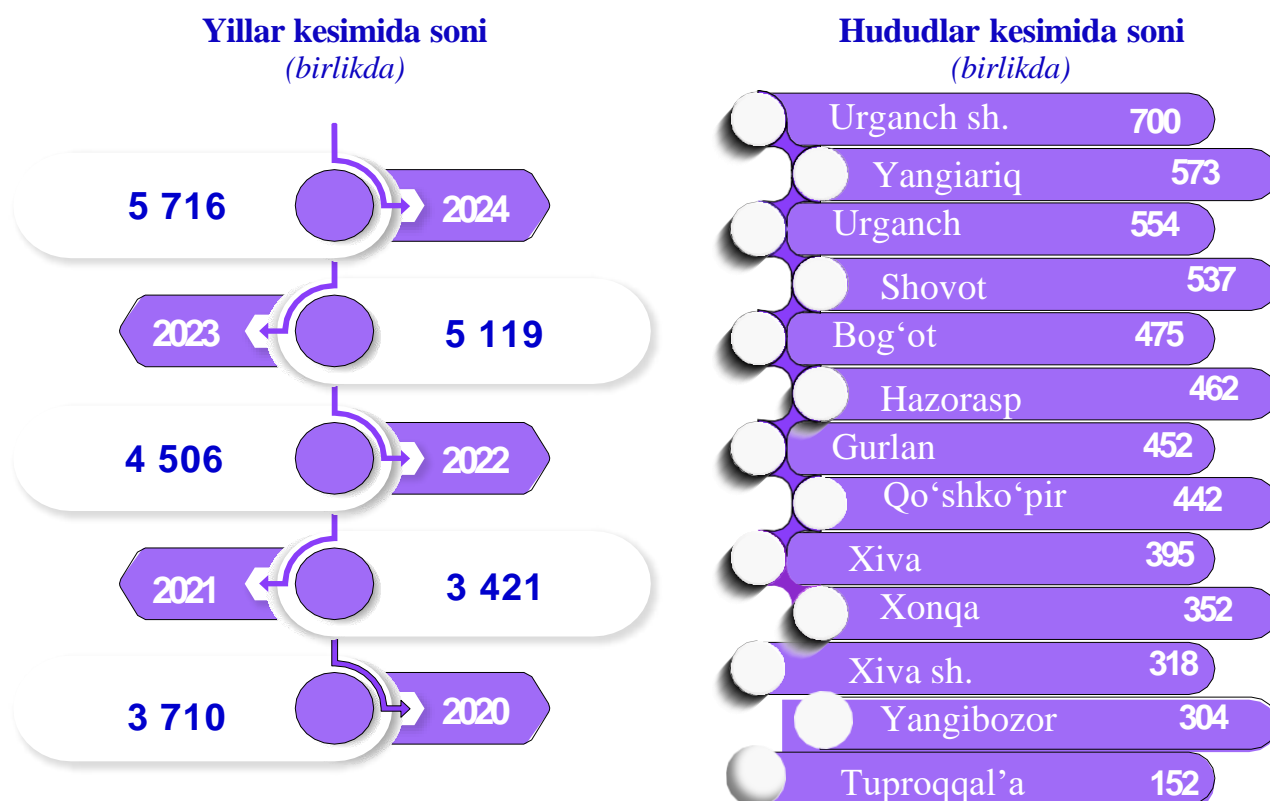 Yillar kesimida soni
(birlikda)
5 716
2024
2023
5 119
4 506
2022
2021
3 421
3 710
2020
Hududlar kesimida soni
(birlikda)
Urganch sh. 700
Yangiariq 573
Urganch 554
Shovot 537
Bog‘ot 475
Hazorasp 462
Gurlan 452
Qo‘shko‘pir 442
Xiva 395
Xonqa 352
Xiva sh. 318
Yangibozor 304
Tuproqqal’a 152